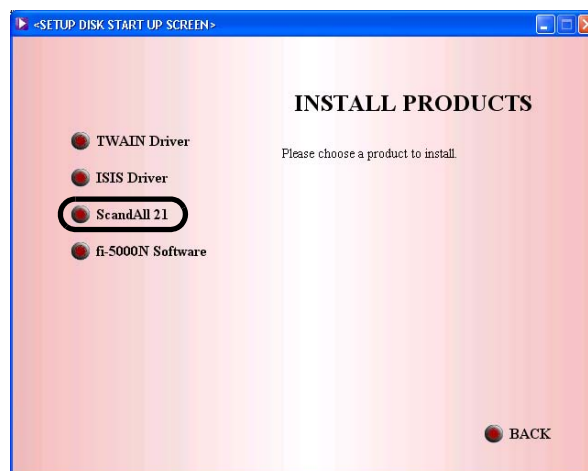 <SETUP DISK START UP SCREEN>
INSTALL PRODUCTS
Please choose a product to install.
TWAIN Driver
ISIS Driver
ScandAll 21
fi-5000N Software
BACK